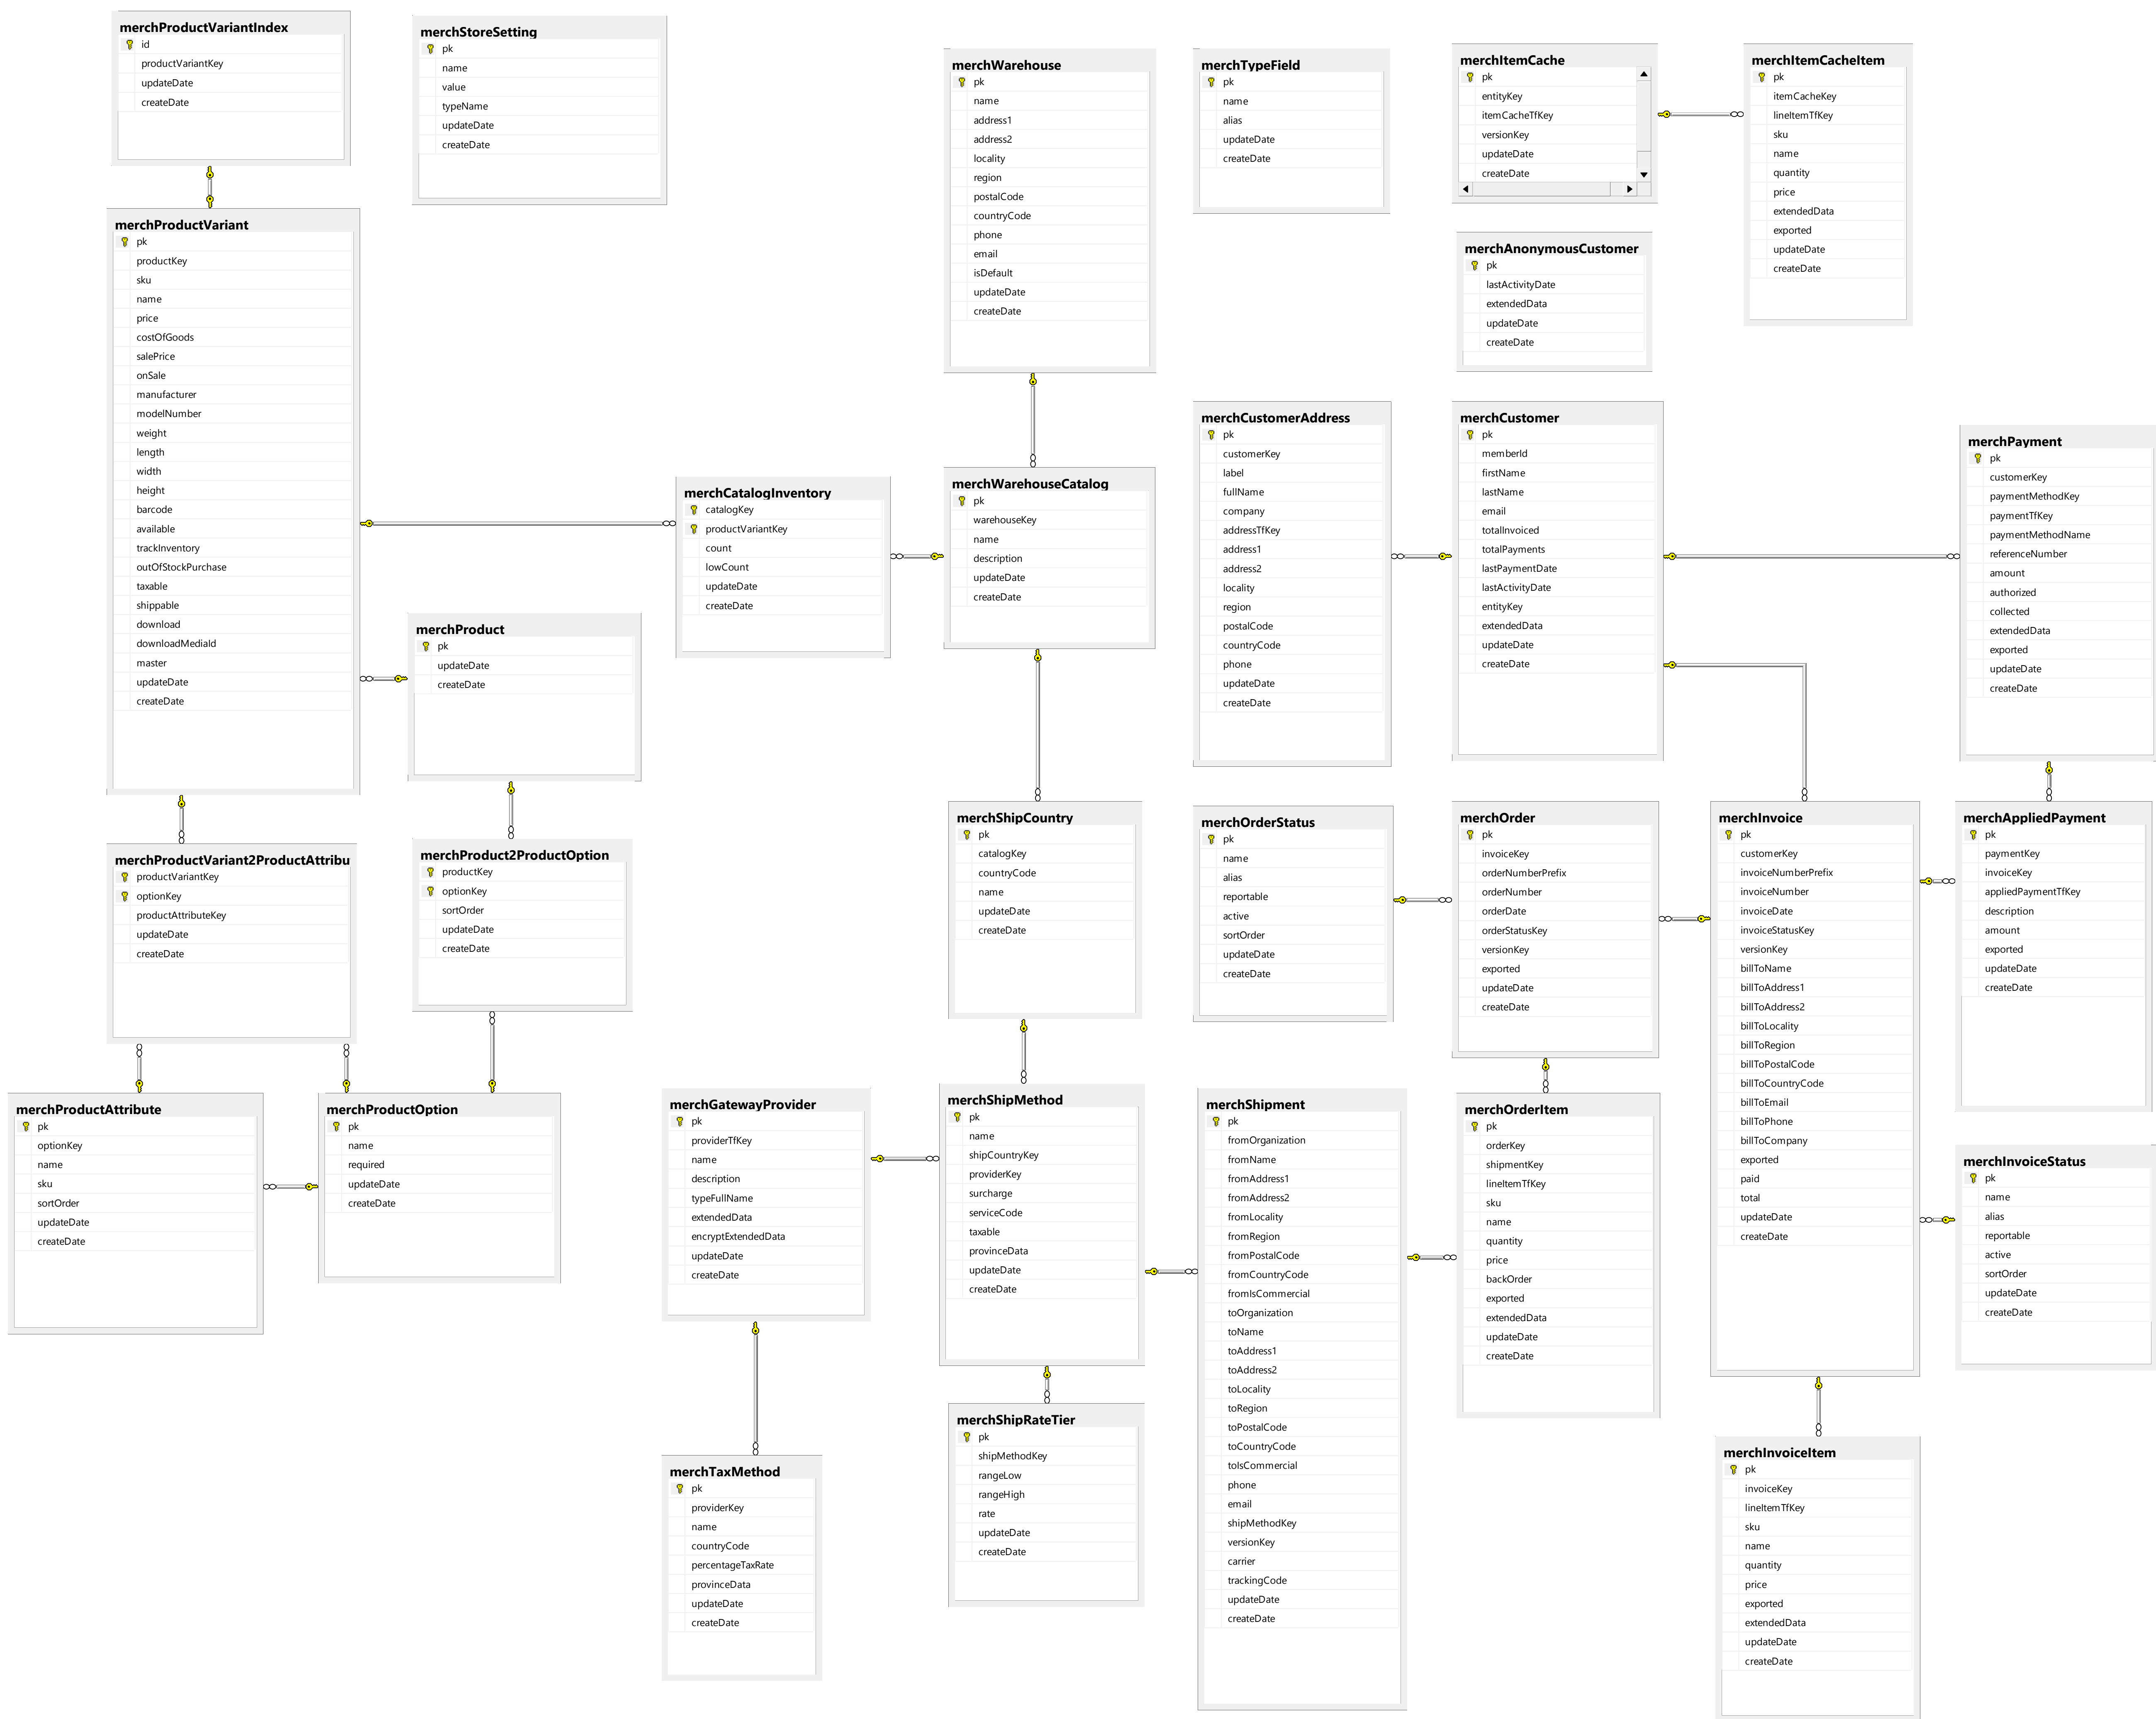 merchProductVariantIndex
id
productVariantKey
updateDate
createDate
merchStoreSetting
pk
name
value
typeName
updateDate
createDate
merchWarehouse
pk
name
address1
address2
locality
region
postalCode
countryCode
phone
email
isDefault
updateDate
createDate
merchTypeField
pk
name
alias
updateDate
createDate
merchItemCache
pk
entityKey
itemCacheTfKey
versionKey
updateDate
createDate
merchItemCacheItem
pk
itemCacheKey
lineItemTfKey
sku
name
quantity
price
extendedData
exported
updateDate
createDate
merchAnonymousCustomer
pk
lastActivityDate
extendedData
updateDate
createDate
merchProductVariant
pk
productKey
sku
name
price
costOfGoods
salePrice
onSale
manufacturer
modelNumber
weight
length
width
height
barcode
available
trackInventory
outOfStockPurchase
taxable
shippable
download
downloadMediaId
master
updateDate
createDate
merchCatalogInventory
catalogKey
productVariantKey
count
lowCount
updateDate
createDate
merchWarehouseCatalog
pk
warehouseKey
name
description
updateDate
createDate
merchCustomerAddress
pk
customerKey
label
fullName
company
addressTfKey
address1
address2
locality
region
postalCode
countryCode
phone
updateDate
createDate
merchCustomer
pk
memberId
firstName
lastName
email
totalInvoiced
totalPayments
lastPaymentDate
lastActivityDate
entityKey
extendedData
updateDate
createDate
merchPayment
pk
customerKey
paymentMethodKey
paymentTfKey
paymentMethodName
referenceNumber
amount
authorized
collected
extendedData
exported
updateDate
createDate
merchProduct
pk
updateDate
createDate
merchProductVariant2ProductAttribu
productVariantKey
optionKey
productAttributeKey
updateDate
createDate
merchProduct2ProductOption
productKey
optionKey
sortOrder
updateDate
createDate
merchShipCountry
pk
catalogKey
countryCode
name
updateDate
createDate
merchOrderStatus
pk
name
alias
reportable
active
sortOrder
updateDate
createDate
merchOrder
pk
invoiceKey
orderNumberPrefix
orderNumber
orderDate
orderStatusKey
versionKey
exported
updateDate
createDate
merchInvoice
pk
customerKey
invoiceNumberPrefix
invoiceNumber
invoiceDate
invoiceStatusKey
versionKey
billToName
billToAddress1
billToAddress2
billToLocality
billToRegion
billToPostalCode
billToCountryCode
billToEmail
billToPhone
billToCompany
exported
paid
total
updateDate
createDate
merchAppliedPayment
pk
paymentKey
invoiceKey
appliedPaymentTfKey
description
amount
exported
updateDate
createDate
merchProductAttribute
pk
optionKey
name
sku
sortOrder
updateDate
createDate
merchProductOption
pk
name
required
updateDate
createDate
merchGatewayProvider
pk
providerTfKey
name
description
typeFullName
extendedData
encryptExtendedData
updateDate
createDate
merchShipMethod
pk
name
shipCountryKey
providerKey
surcharge
serviceCode
taxable
provinceData
updateDate
createDate
merchShipment
pk
fromOrganization
fromName
fromAddress1
fromAddress2
fromLocality
fromRegion
fromPostalCode
fromCountryCode
fromIsCommercial
toOrganization
toName
toAddress1
toAddress2
toLocality
toRegion
toPostalCode
toCountryCode
toIsCommercial
phone
email
shipMethodKey
versionKey
carrier
trackingCode
updateDate
createDate
merchOrderItem
pk
orderKey
shipmentKey
lineItemTfKey
sku
name
quantity
price
backOrder
exported
extendedData
updateDate
createDate
merchInvoiceStatus
pk
name
alias
reportable
active
sortOrder
updateDate
createDate
merchTaxMethod
pk
providerKey
name
countryCode
percentageTaxRate
provinceData
updateDate
createDate
merchShipRateTier
pk
shipMethodKey
rangeLow
rangeHigh
rate
updateDate
createDate
merchInvoiceItem
pk
invoiceKey
lineItemTfKey
sku
name
quantity
price
exported
extendedData
updateDate
createDate